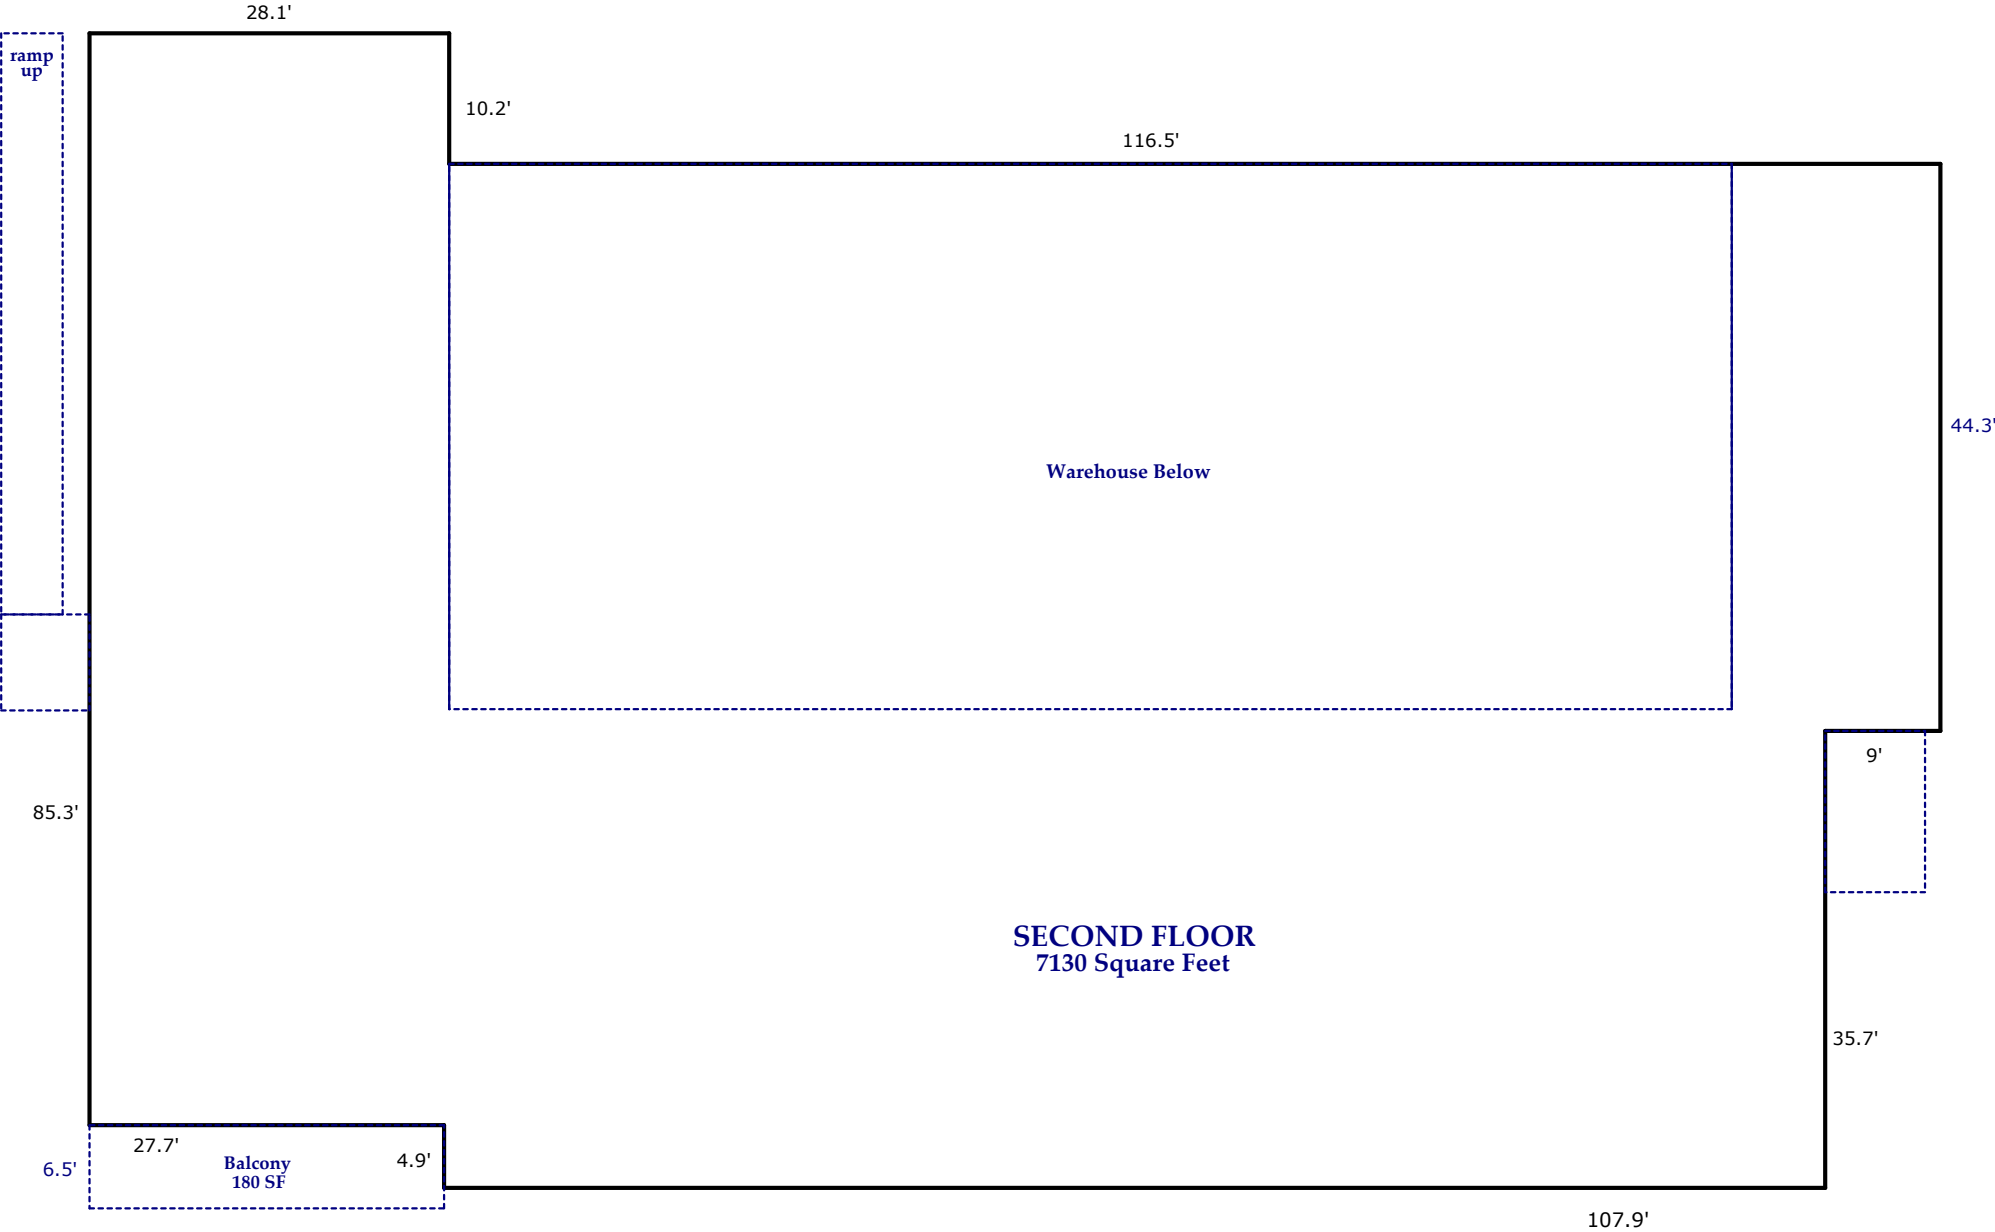 28.1'
ramp
up
10.2'
116.5'
44.3'
Warehouse Below
9'
85.3'
SECOND FLOOR
7130 Square Feet
35.7'
27.7'
4.9'
6.5'
Balcony
180 SF
107.9'